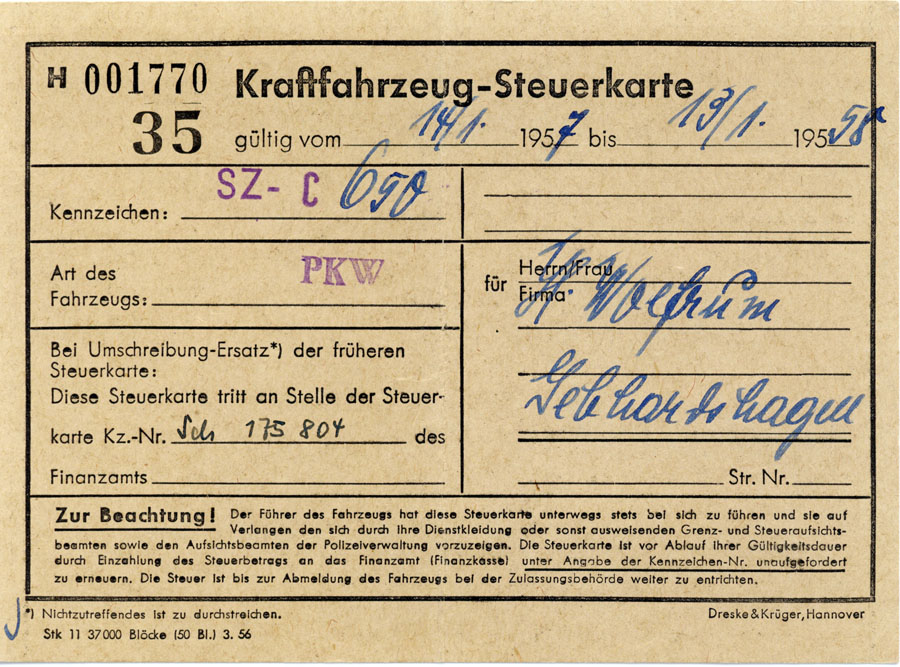 H 001770 Kraftfahrzeug-Steuerkarte
35 gültig vom 14/1. 1957 bis 13/1. 1958
Kennzeichen: SZ- C 650
Art des
Fahrzeugs: PKW
für Herrn/Frau
Firma
H. Wolfrum
Gebhardshagen
Str. Nr.
Bei Umschreibung-Ersatz*) der früheren
Steuerkarte:
Diese Steuerkarte tritt an Stelle der Steuer-
karte Kz.-Nr. Sch 175 804 des
Finanzamts
Zur Beachtung! Der Führer des Fahrzeugs hat diese Steuerkarte unterwegs stets bei sich zu führen und sie auf
Verlangen den sich durch ihre Dienstkleidung oder sonst ausweisenden Grenz- und Steueraufsichts-
beamten sowie den Aufsichtsbeamten der Polizeiverwaltung vorzuzeigen. Die Steuerkarte ist vor Ablauf ihrer Gültigkeitsdauer
durch Einzahlung des Steuerbetrags an das Finanzamt (Finanzkasse) unter Angabe der Kennzeichen-Nr. unaufgefordert
zu erneuern. Die Steuer ist bis zur Abmeldung des Fahrzeugs bei der Zulassungsbehörde weiter zu entrichten.
*) Nichtzutreffendes ist zu durchstreichen.
Dreske & Krüger, Hannover
Stk 11 37000 Blöcke (50 Bl.) 3. 56